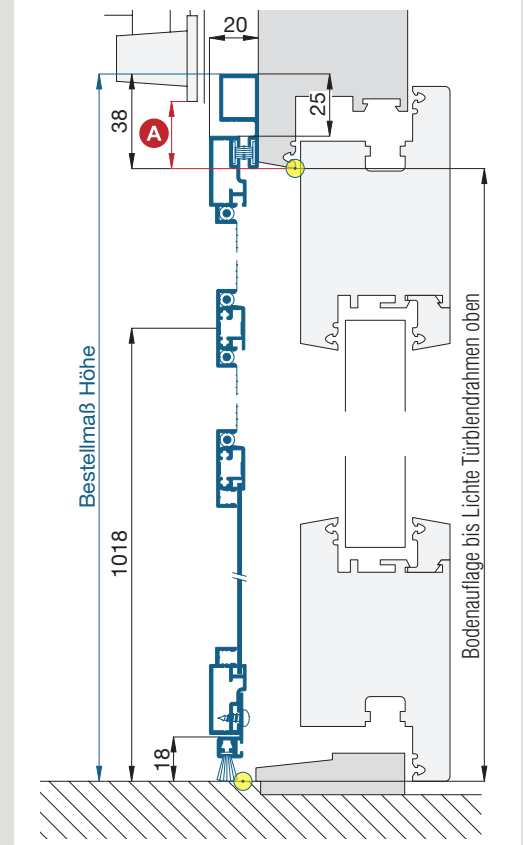 20
38
25
A
Bestellmaß Höhe
1018
Bodenauflage bis Lichte Türblendrahmen oben
18